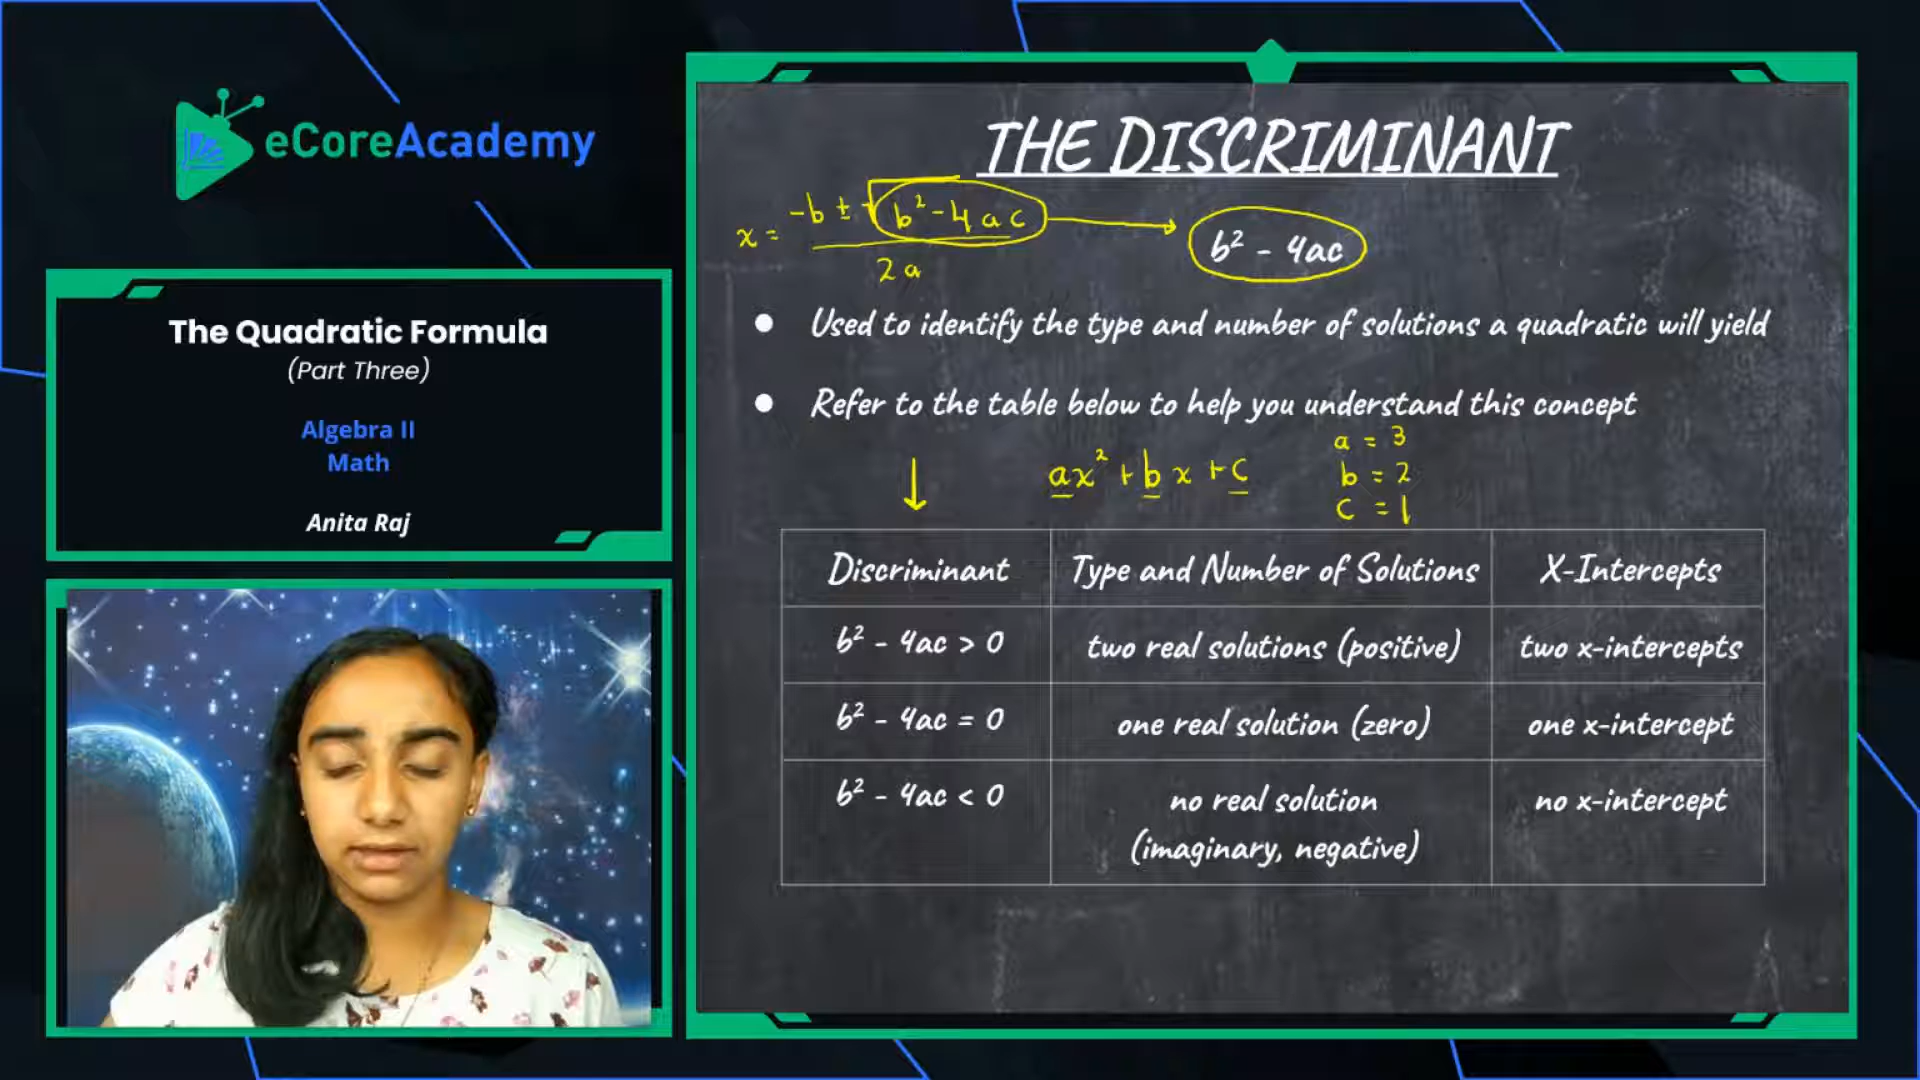 eCoreAcademy
The Quadratic Formula
(Part Three)
Algebra II
Math
Anita Raj
THE DISCRIMINANT
x = -b ± √b² - 4ac
2a
b² - 4ac
● Used to identify the type and number of solutions a quadratic will yield
● Refer to the table below to help you understand this concept
↓
ax² + bx + c
a = 3
b = 2
c = 1
Discriminant Type and Number of Solutions X-Intercepts
b² - 4ac > 0 two real solutions (positive) two x-intercepts
b² - 4ac = 0 one real solution (zero) one x-intercept
b² - 4ac < 0 no real solution no x-intercept
(imaginary, negative)